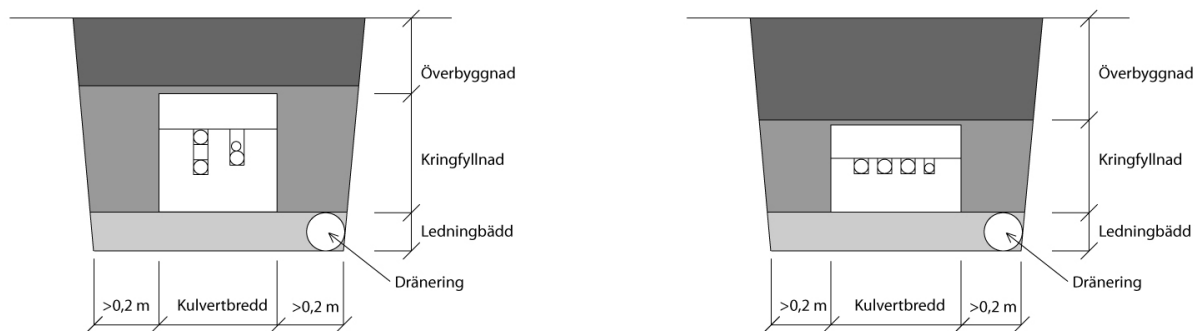 Överbyggnad
Kringfyllnad
Ledningbädd
Dränering
>0,2 m
Kulvertbredd
>0,2 m
Överbyggnad
Kringfyllnad
Ledningbädd
Dränering
>0,2 m
Kulvertbredd
>0,2 m